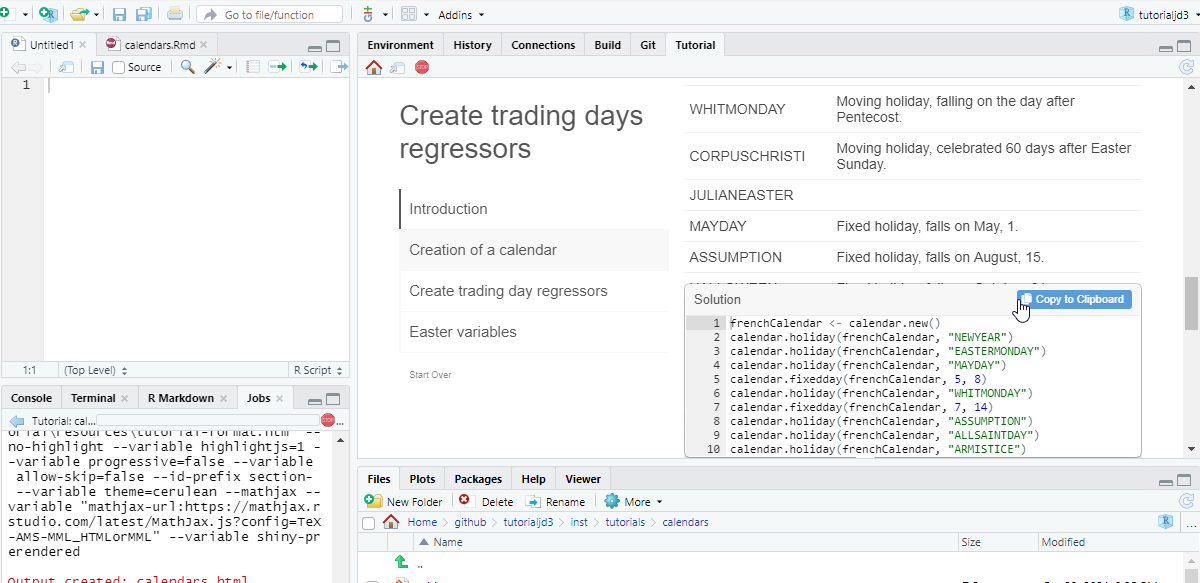 Go to file/function
Addins
tutorialjd3
Untitled1
calendars.Rmd
Source
1
1:1
(Top Level)
R Script
Console
Terminal
R Markdown
Jobs
Tutorial: cal...
STOP
...
orial\resources\tutorial-format.htm" --
no-highlight --variable highlightjs=1 -
-variable progressive=false --variable
allow-skip=false --id-prefix section-
--variable theme=cerulean --mathjax --
variable "mathjax-url:https://mathjax.r
studio.com/latest/MathJax.js?config=TeX
-AMS-MML_HTMLorMML" --variable shiny-pr
erendered
Output created: calendars.html
Environment
History
Connections
Build
Git
Tutorial
STOP
Create trading days
regressors
Introduction
Creation of a calendar
Create trading day regressors
Easter variables
Start Over
WHITMONDAY
Moving holiday, falling on the day after
Pentecost.
CORPUSCHRISTI
Moving holiday, celebrated 60 days after Easter
Sunday.
JULIANEASTER
MAYDAY
Fixed holiday, falls on May, 1.
ASSUMPTION
Fixed holiday, falls on August, 15.
Solution
Copy to Clipboard
1 frenchCalendar <- calendar.new()
2 calendar.holiday(frenchCalendar, "NEWYEAR")
3 calendar.holiday(frenchCalendar, "EASTERMONDAY")
4 calendar.holiday(frenchCalendar, "MAYDAY")
5 calendar.fixedday(frenchCalendar, 5, 8)
6 calendar.holiday(frenchCalendar, "WHITMONDAY")
7 calendar.fixedday(frenchCalendar, 7, 14)
8 calendar.holiday(frenchCalendar, "ASSUMPTION")
9 calendar.holiday(frenchCalendar, "ALLSAINTDAY")
10 calendar.holiday(frenchCalendar, "ARMISTICE")
Files
Plots
Packages
Help
Viewer
New Folder
Delete
Rename
More
Home
github
tutorialjd3
inst
tutorials
calendars
...
Name
Size
Modified
..